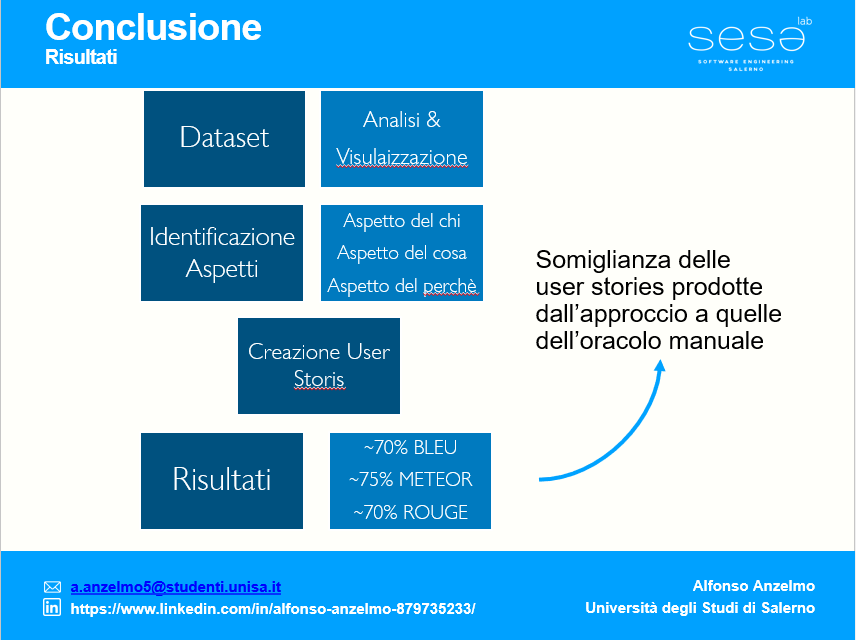 Conclusione
Risultati
sesa lab
SOFTWARE ENGINEERING
SALERNO
Dataset
Analisi &
Visulaizzazione
Identificazione
Aspetti
Aspetto del chi
Aspetto del cosa
Aspetto del perchè
Somiglianza delle
user stories prodotte
dall’approccio a quelle
dell’oracolo manuale
Creazione User
Storis
Risultati
~70% BLEU
~75% METEOR
~70% ROUGE
a.anzelmo5@studenti.unisa.it
in https://www.linkedin.com/in/alfonso-anzelmo-879735233/
Alfonso Anzelmo
Università degli Studi di Salerno